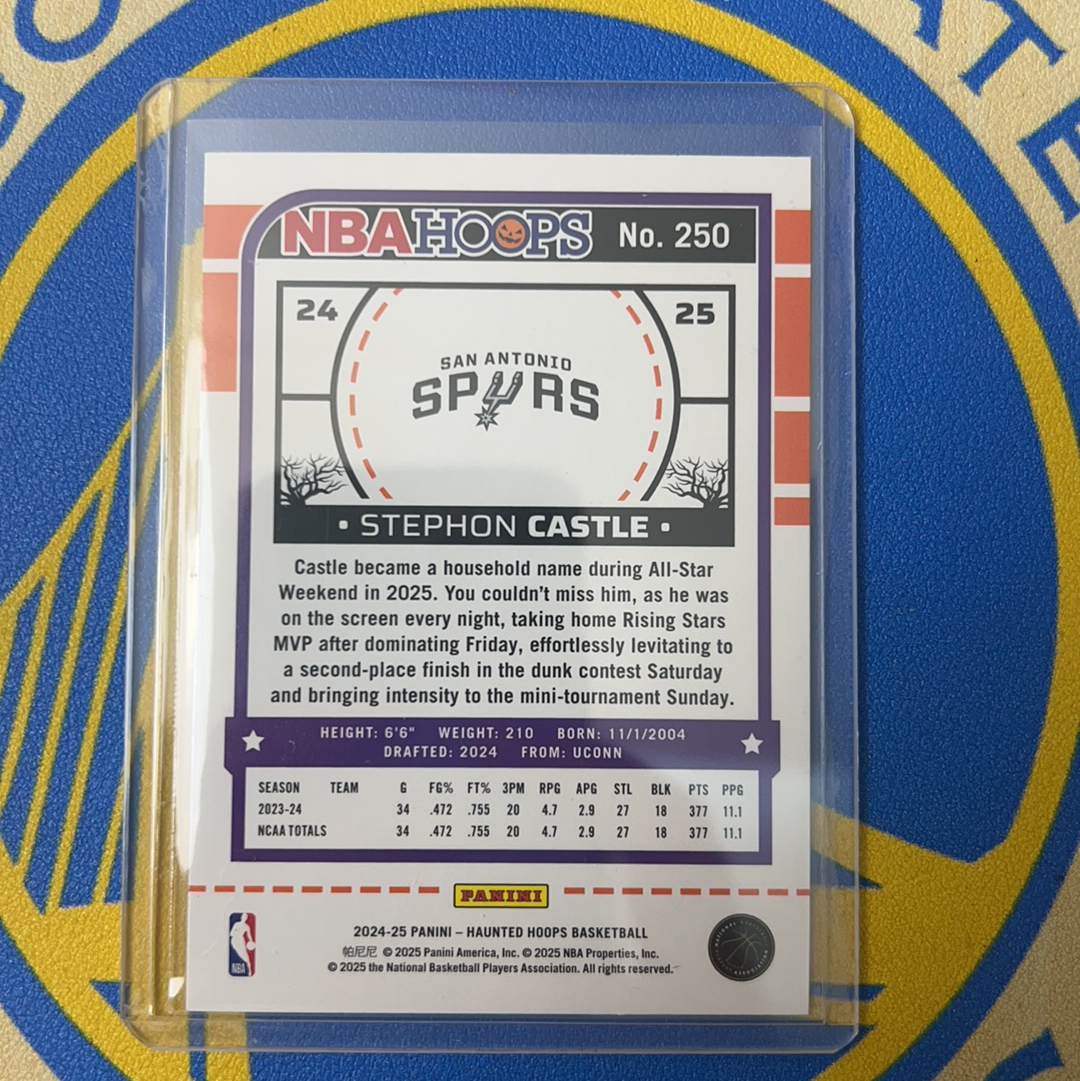 NBA HOOPS No. 250
24 25
SAN ANTONIO
SPURS
• STEPHON CASTLE •
Castle became a household name during All-Star
Weekend in 2025. You couldn't miss him, as he was
on the screen every night, taking home Rising Stars
MVP after dominating Friday, effortlessly levitating to
a second-place finish in the dunk contest Saturday
and bringing intensity to the mini-tournament Sunday.
HEIGHT: 6'6" WEIGHT: 210 BORN: 11/1/2004
DRAFTED: 2024 FROM: UCONN
SEASON TEAM G FG% FT% 3PM RPG APG STL BLK PTS PPG
2023-24 34 .472 .755 20 4.7 2.9 27 18 377 11.1
NCAA TOTALS 34 .472 .755 20 4.7 2.9 27 18 377 11.1
PANINI
NBA
2024-25 PANINI – HAUNTED HOOPS BASKETBALL
帕尼尼 © 2025 Panini America, Inc. © 2025 NBA Properties, Inc.
© 2025 the National Basketball Players Association. All rights reserved.
NATIONAL BASKETBALL PLAYERS ASSOCIATION